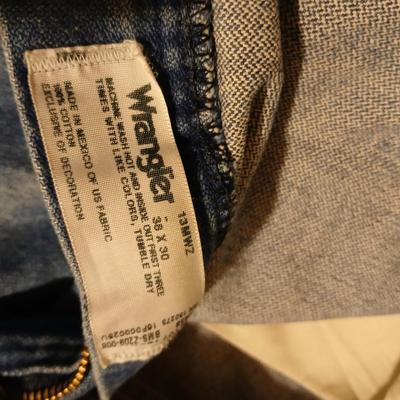 Wrangler
13MWZ
38 X 30
MACHINE WASH HOT AND INSIDE OUT FIRST THREE
TIMES WITH LIKE COLORS, TUMBLE DRY
MADE IN MEXICO OF US FABRIC
100% COTTON
EXCLUSIVE OF DECORATION